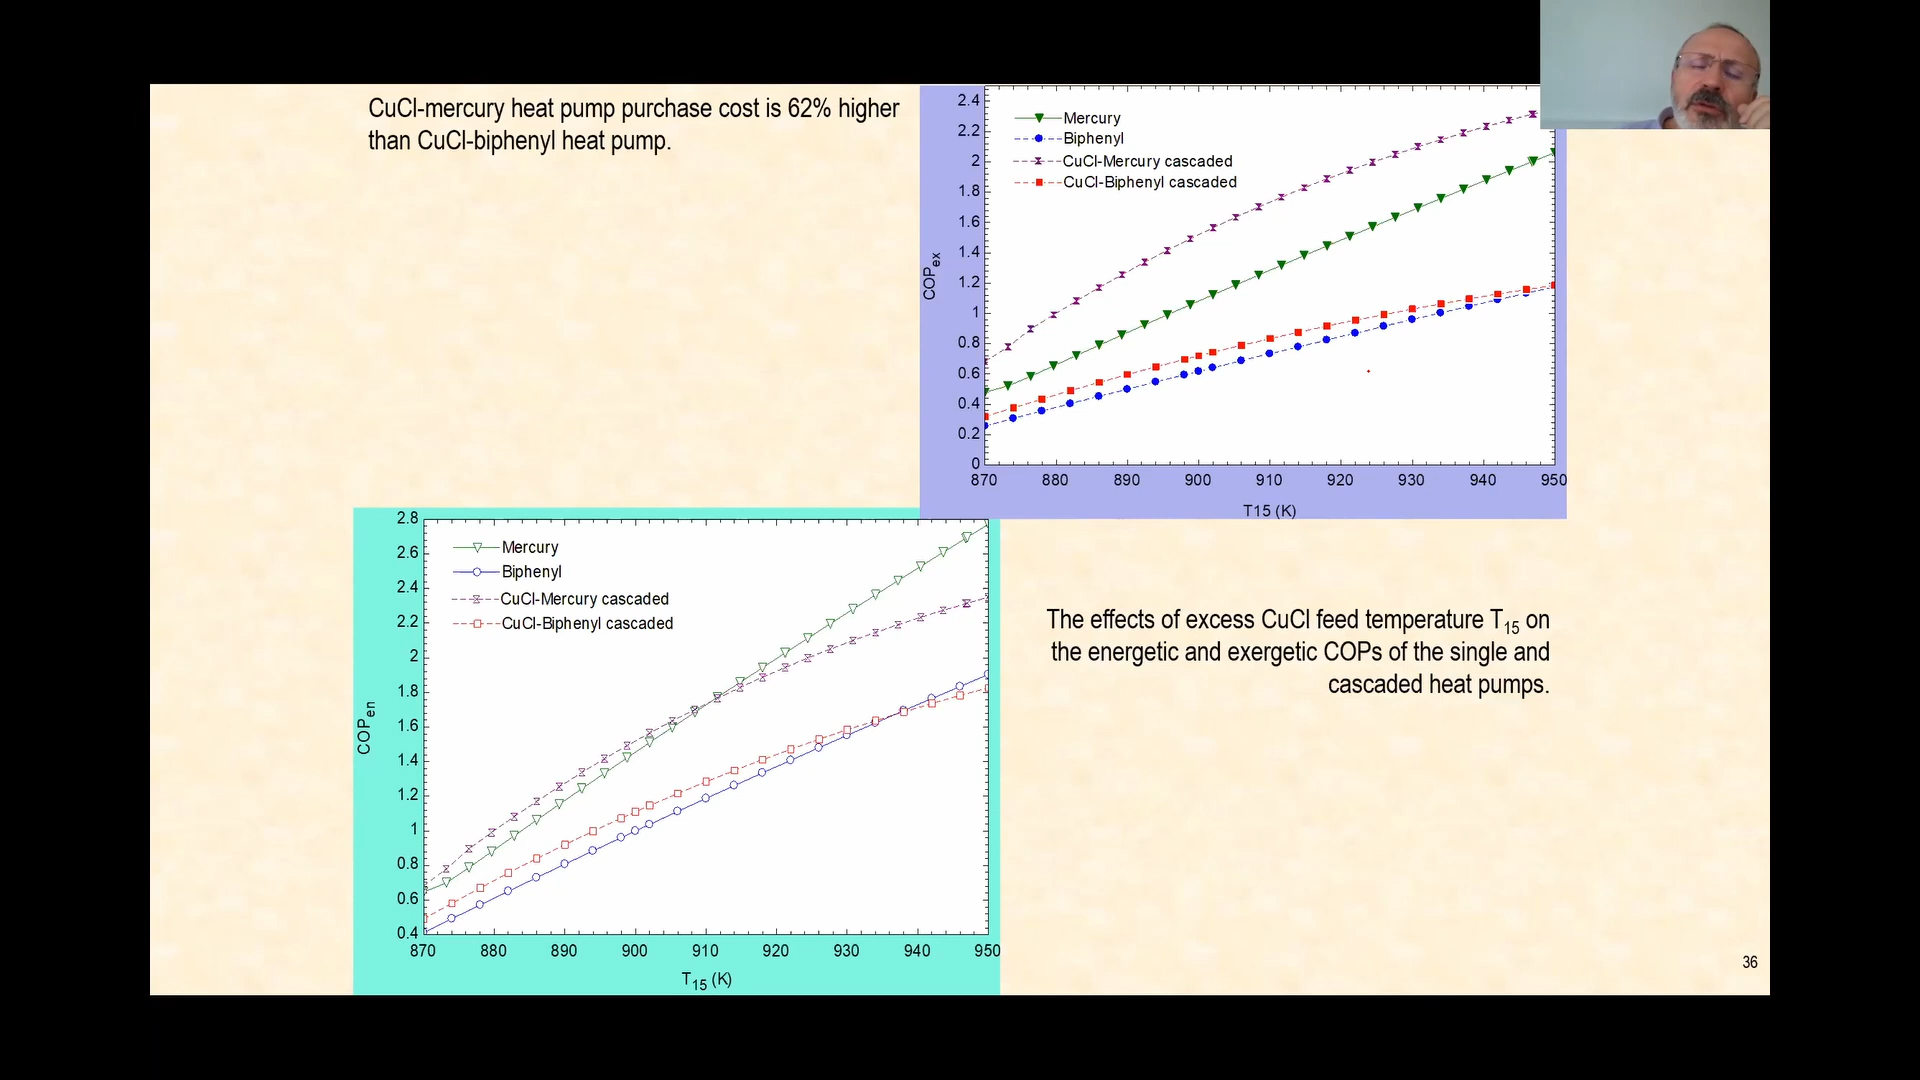 CuCl-mercury heat pump purchase cost is 62% higher
than CuCl-biphenyl heat pump.
2.4
2.2
2
1.8
1.6
1.4
1.2
1
0.8
0.6
0.4
0.2
0
COPex
Mercury
Biphenyl
CuCl-Mercury cascaded
CuCl-Biphenyl cascaded
870 880 890 900 910 920 930 940 950
T15 (K)
2.8
2.6
2.4
2.2
2
1.8
1.6
1.4
1.2
1
0.8
0.6
0.4
COPen
Mercury
Biphenyl
CuCl-Mercury cascaded
CuCl-Biphenyl cascaded
870 880 890 900 910 920 930 940 950
T15 (K)
The effects of excess CuCl feed temperature T15 on
the energetic and exergetic COPs of the single and
cascaded heat pumps.
36